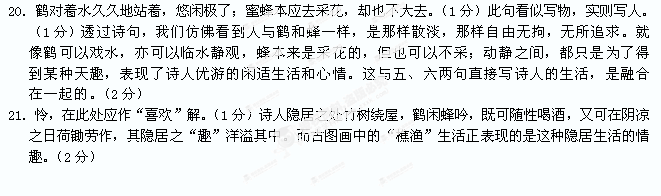 20. 鹤对着水久久地站着，悠闲极了；蜜蜂本应去采花，却也不大去。（1分）此句看似写物，实则写人。
（1分）透过诗句，我们仿佛看到人与鹤和蜂一样，是那样散淡，那样自由无拘，无所追求。就
像鹤可以戏水，亦可以临水静观，蜂本来是采花的，但也可以不采；动静之间，都只是为了得
到某种天趣，表现了诗人优游的闲适生活和心情。这与五、六两句直接写诗人的生活，是融合
在一起的。（2分）
21. 怜，在此处应作“喜欢”解。（1分）诗人隐居之处竹树绕屋，鹤闲蜂吟，既可随性喝酒，又可在阴凉
之日荷锄劳作，其隐居之“趣”洋溢其中。而古图画中的“樵渔”生活正表现的是这种隐居生活的情
趣。（2分）